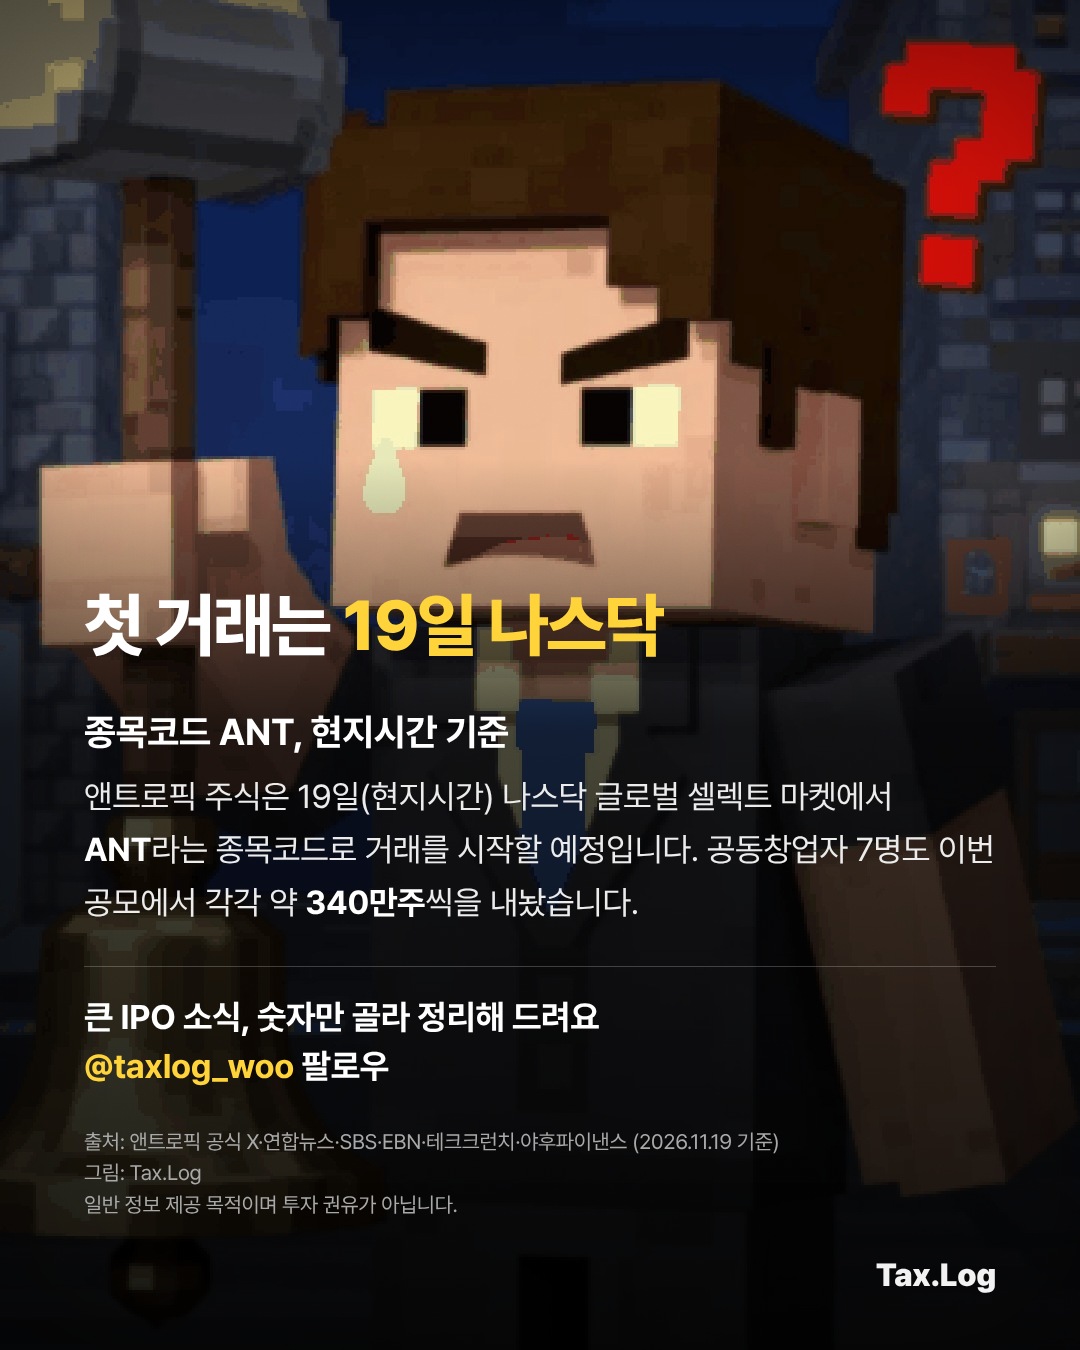 ?
첫 거래는 19일 나스닥
종목코드 ANT, 현지시간 기준
앤트로픽 주식은 19일(현지시간) 나스닥 글로벌 셀렉트 마켓에서
ANT라는 종목코드로 거래를 시작할 예정입니다. 공동창업자 7명도 이번
공모에서 각각 약 340만주씩을 내놨습니다.
큰 IPO 소식, 숫자만 골라 정리해 드려요
@taxlog_woo 팔로우
출처: 앤트로픽 공식 X·연합뉴스·SBS·EBN·테크크런치·야후파이낸스 (2026.11.19 기준)
그림: Tax.Log
일반 정보 제공 목적이며 투자 권유가 아닙니다.
Tax.Log